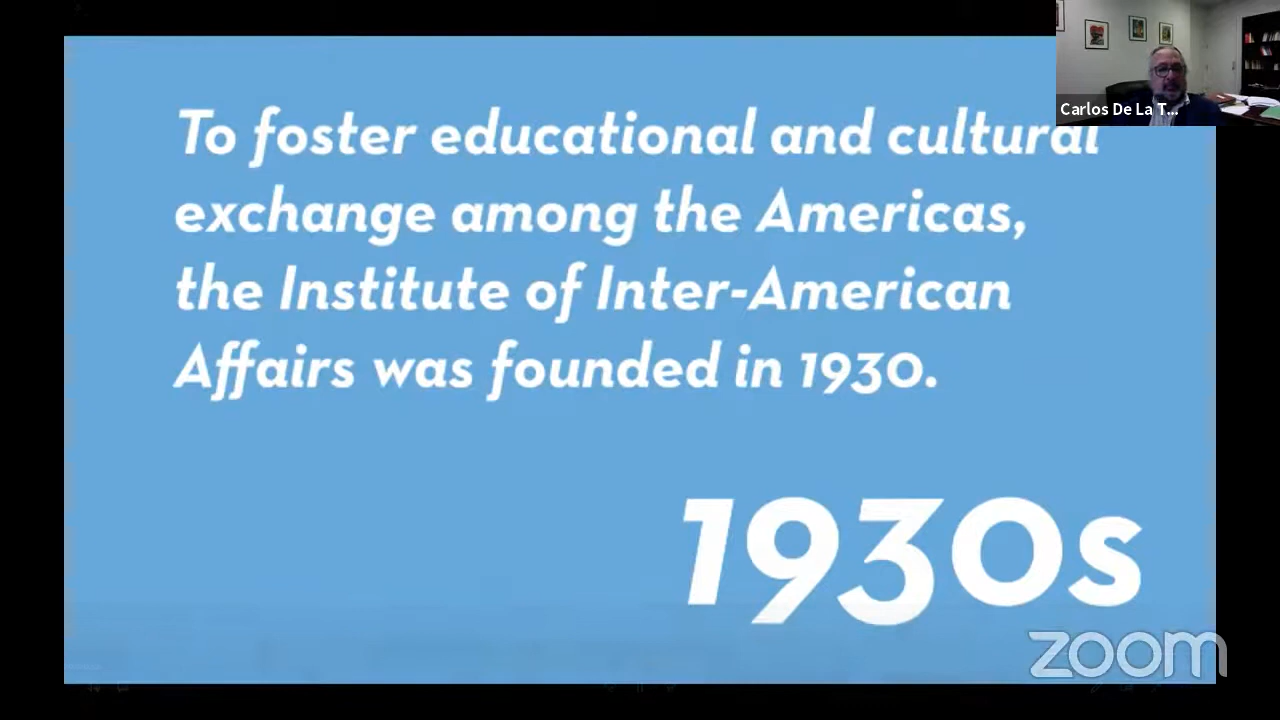 To foster educational and cultural
exchange among the Americas,
the Institute of Inter-American
Affairs was founded in 1930.
1930s
Carlos De La T...
zoom